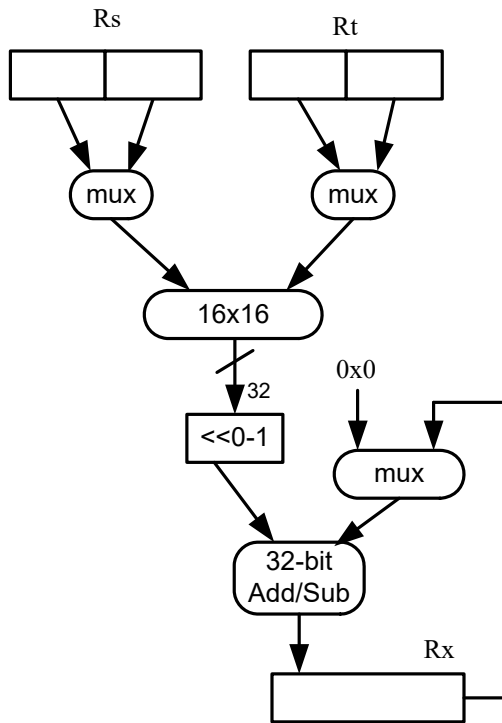 Rs
Rt
mux
mux
16x16
32
0x0
<<0-1
mux
32-bit
Add/Sub
Rx